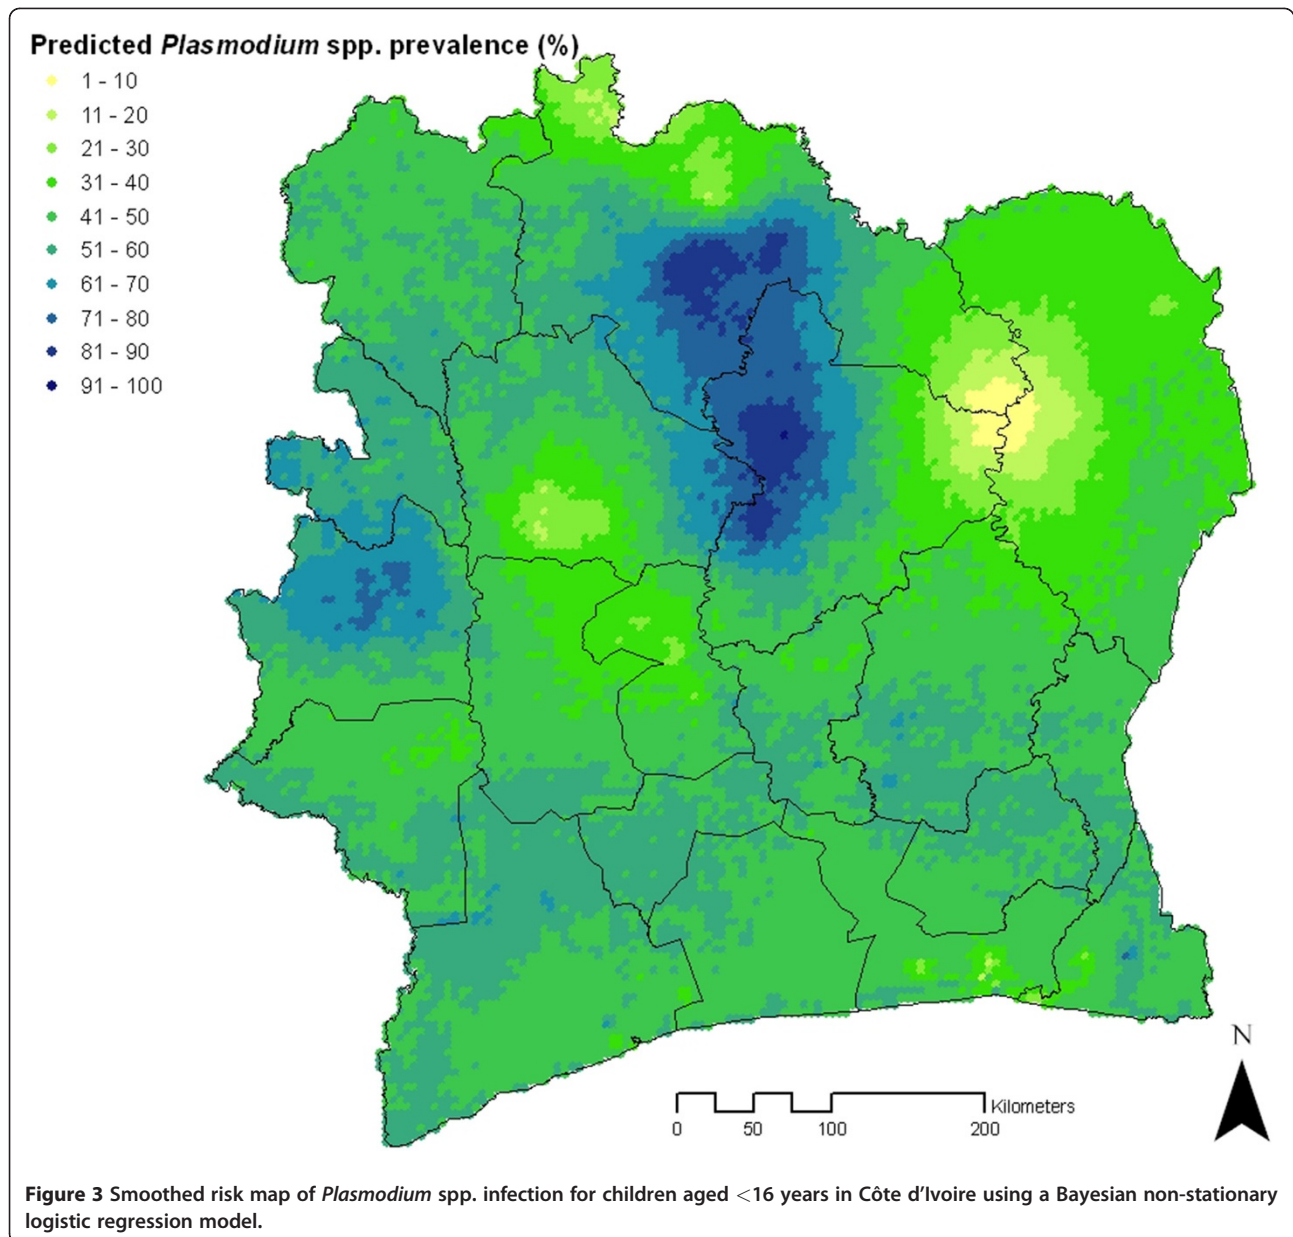 Predicted Plasmodium spp. prevalence (%)
1 - 10
11 - 20
21 - 30
31 - 40
41 - 50
51 - 60
61 - 70
71 - 80
81 - 90
91 - 100
N
Kilometers
0 50 100 200
Figure 3 Smoothed risk map of Plasmodium spp. infection for children aged <16 years in Côte d'Ivoire using a Bayesian non-stationary
logistic regression model.